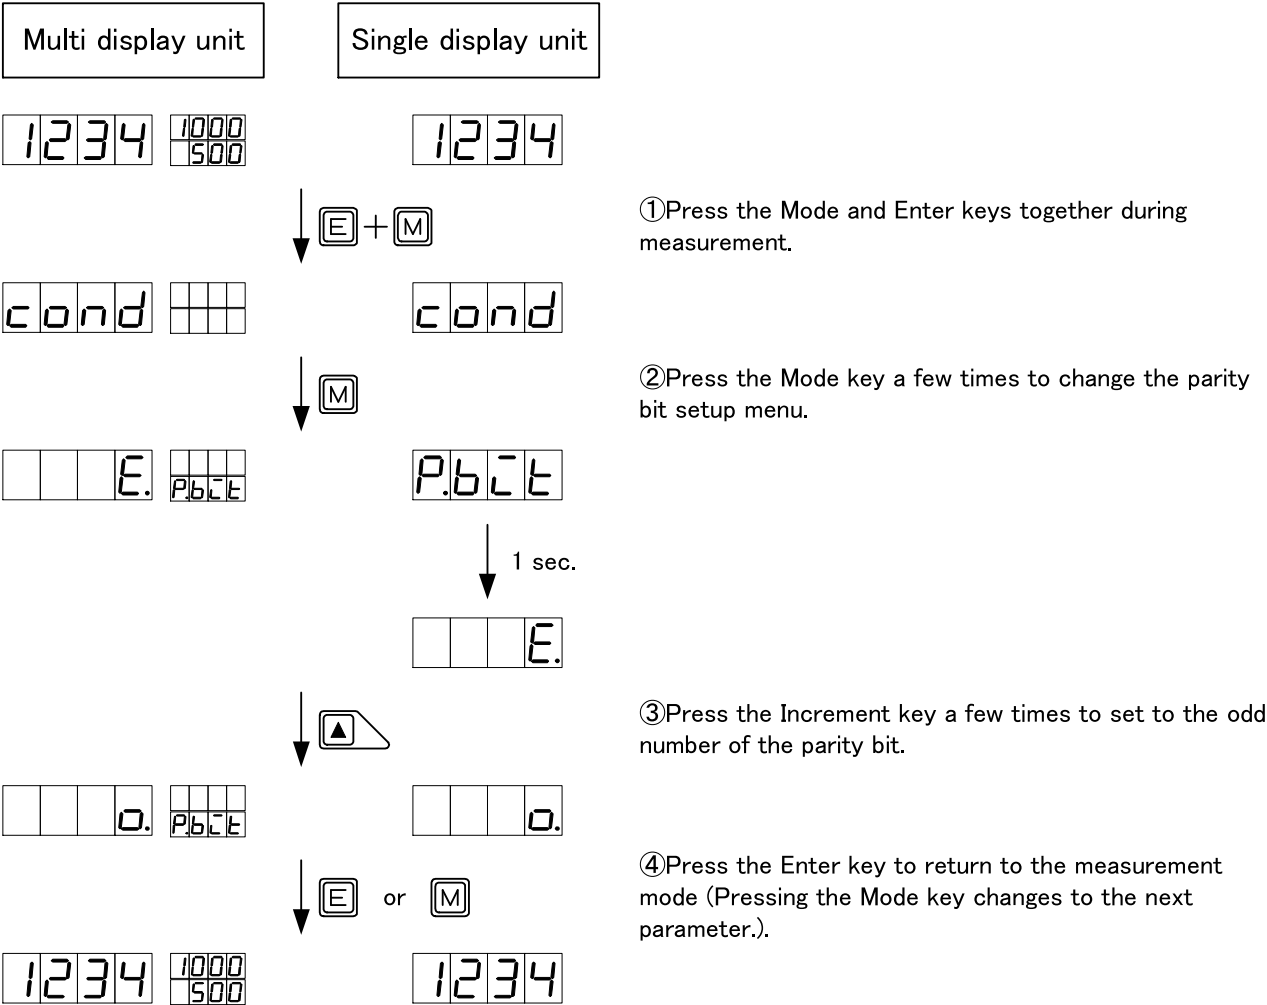 Multi display unit Single display unit
1234 1000 1234
500
E + M
①Press the Mode and Enter keys together during
measurement.
cond cond
M
②Press the Mode key a few times to change the parity
bit setup menu.
E. P.bit P.bit
1 sec.
E.
▲
③Press the Increment key a few times to set to the odd
number of the parity bit.
o. P.bit o.
E or M
④Press the Enter key to return to the measurement
mode (Pressing the Mode key changes to the next
parameter.).
1234 1000 1234
500